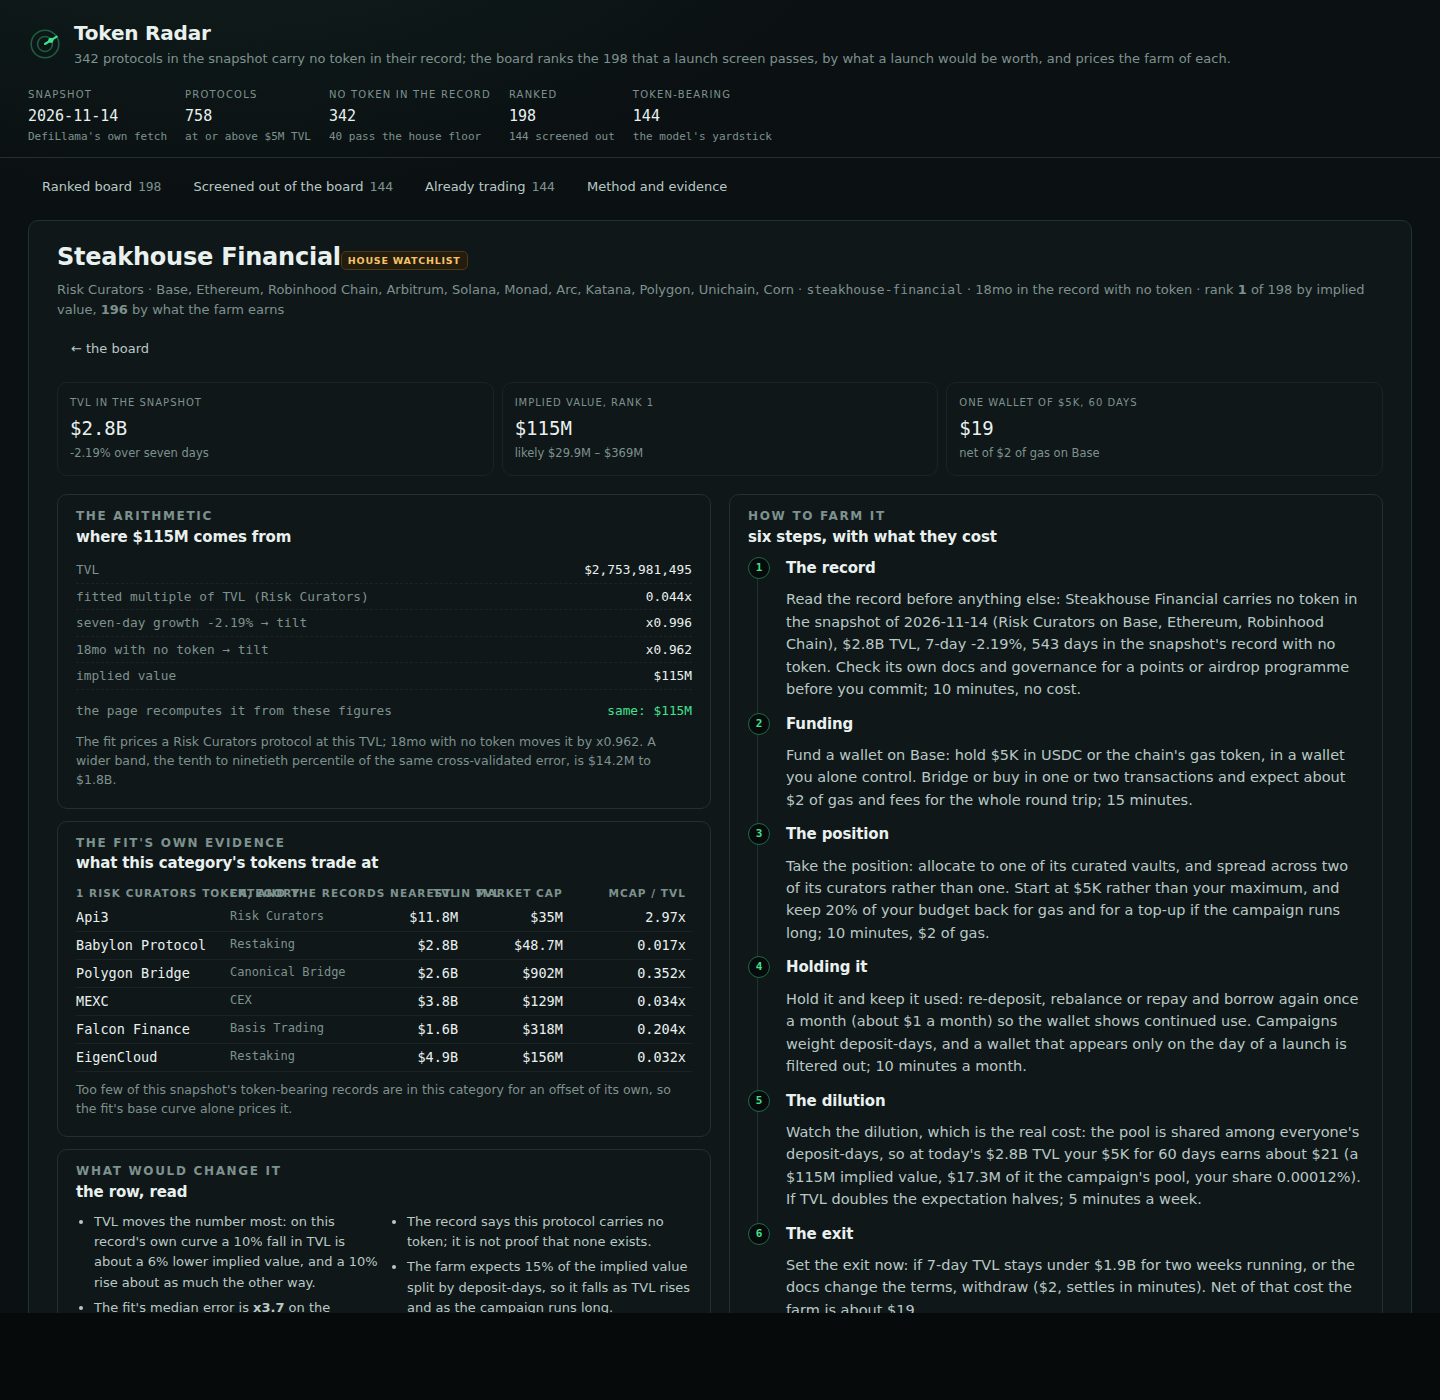 Token Radar
342 protocols in the snapshot carry no token in their record; the board ranks the 198 that a launch screen passes, by what a launch would be worth, and prices the farm of each.
SNAPSHOT
2026-11-14
DefiLlama's own fetch
PROTOCOLS
758
at or above $5M TVL
NO TOKEN IN THE RECORD
342
40 pass the house floor
RANKED
198
144 screened out
TOKEN-BEARING
144
the model's yardstick
Ranked board 198
Screened out of the board 144
Already trading 144
Method and evidence
Steakhouse Financial HOUSE WATCHLIST
Risk Curators · Base, Ethereum, Robinhood Chain, Arbitrum, Solana, Monad, Arc, Katana, Polygon, Unichain, Corn · steakhouse-financial · 18mo in the record with no token · rank 1 of 198 by implied
value, 196 by what the farm earns
← the board
TVL IN THE SNAPSHOT
$2.8B
-2.19% over seven days
IMPLIED VALUE, RANK 1
$115M
likely $29.9M – $369M
ONE WALLET OF $5K, 60 DAYS
$19
net of $2 of gas on Base
THE ARITHMETIC
where $115M comes from
TVL $2,753,981,495
fitted multiple of TVL (Risk Curators) 0.044x
seven-day growth -2.19% → tilt x0.996
18mo with no token → tilt x0.962
implied value $115M
the page recomputes it from these figures same: $115M
The fit prices a Risk Curators protocol at this TVL; 18mo with no token moves it by x0.962. A
wider band, the tenth to ninetieth percentile of the same cross-validated error, is $14.2M to
$1.8B.
THE FIT'S OWN EVIDENCE
what this category's tokens trade at
1 RISK CURATORS TOKEN, AND THE RECORDS NEAREST IN TVL CATEGORY TVL MARKET CAP MCAP / TVL
Api3 Risk Curators $11.8M $35M 2.97x
Babylon Protocol Restaking $2.8B $48.7M 0.017x
Polygon Bridge Canonical Bridge $2.6B $902M 0.352x
MEXC CEX $3.8B $129M 0.034x
Falcon Finance Basis Trading $1.6B $318M 0.204x
EigenCloud Restaking $4.9B $156M 0.032x
Too few of this snapshot's token-bearing records are in this category for an offset of its own, so
the fit's base curve alone prices it.
WHAT WOULD CHANGE IT
the row, read
• TVL moves the number most: on this
record's own curve a 10% fall in TVL is
about a 6% lower implied value, and a 10%
rise about as much the other way.
• The fit's median error is x3.7 on the
• The record says this protocol carries no
token; it is not proof that none exists.
• The farm expects 15% of the implied value
split by deposit-days, so it falls as TVL rises
and as the campaign runs long.
HOW TO FARM IT
six steps, with what they cost
1 The record
Read the record before anything else: Steakhouse Financial carries no token in
the snapshot of 2026-11-14 (Risk Curators on Base, Ethereum, Robinhood
Chain), $2.8B TVL, 7-day -2.19%, 543 days in the snapshot's record with no
token. Check its own docs and governance for a points or airdrop programme
before you commit; 10 minutes, no cost.
2 Funding
Fund a wallet on Base: hold $5K in USDC or the chain's gas token, in a wallet
you alone control. Bridge or buy in one or two transactions and expect about
$2 of gas and fees for the whole round trip; 15 minutes.
3 The position
Take the position: allocate to one of its curated vaults, and spread across two
of its curators rather than one. Start at $5K rather than your maximum, and
keep 20% of your budget back for gas and for a top-up if the campaign runs
long; 10 minutes, $2 of gas.
4 Holding it
Hold it and keep it used: re-deposit, rebalance or repay and borrow again once
a month (about $1 a month) so the wallet shows continued use. Campaigns
weight deposit-days, and a wallet that appears only on the day of a launch is
filtered out; 10 minutes a month.
5 The dilution
Watch the dilution, which is the real cost: the pool is shared among everyone's
deposit-days, so at today's $2.8B TVL your $5K for 60 days earns about $21 (a
$115M implied value, $17.3M of it the campaign's pool, your share 0.00012%).
If TVL doubles the expectation halves; 5 minutes a week.
6 The exit
Set the exit now: if 7-day TVL stays under $1.9B for two weeks running, or the
docs change the terms, withdraw ($2, settles in minutes). Net of that cost the
farm is about $19